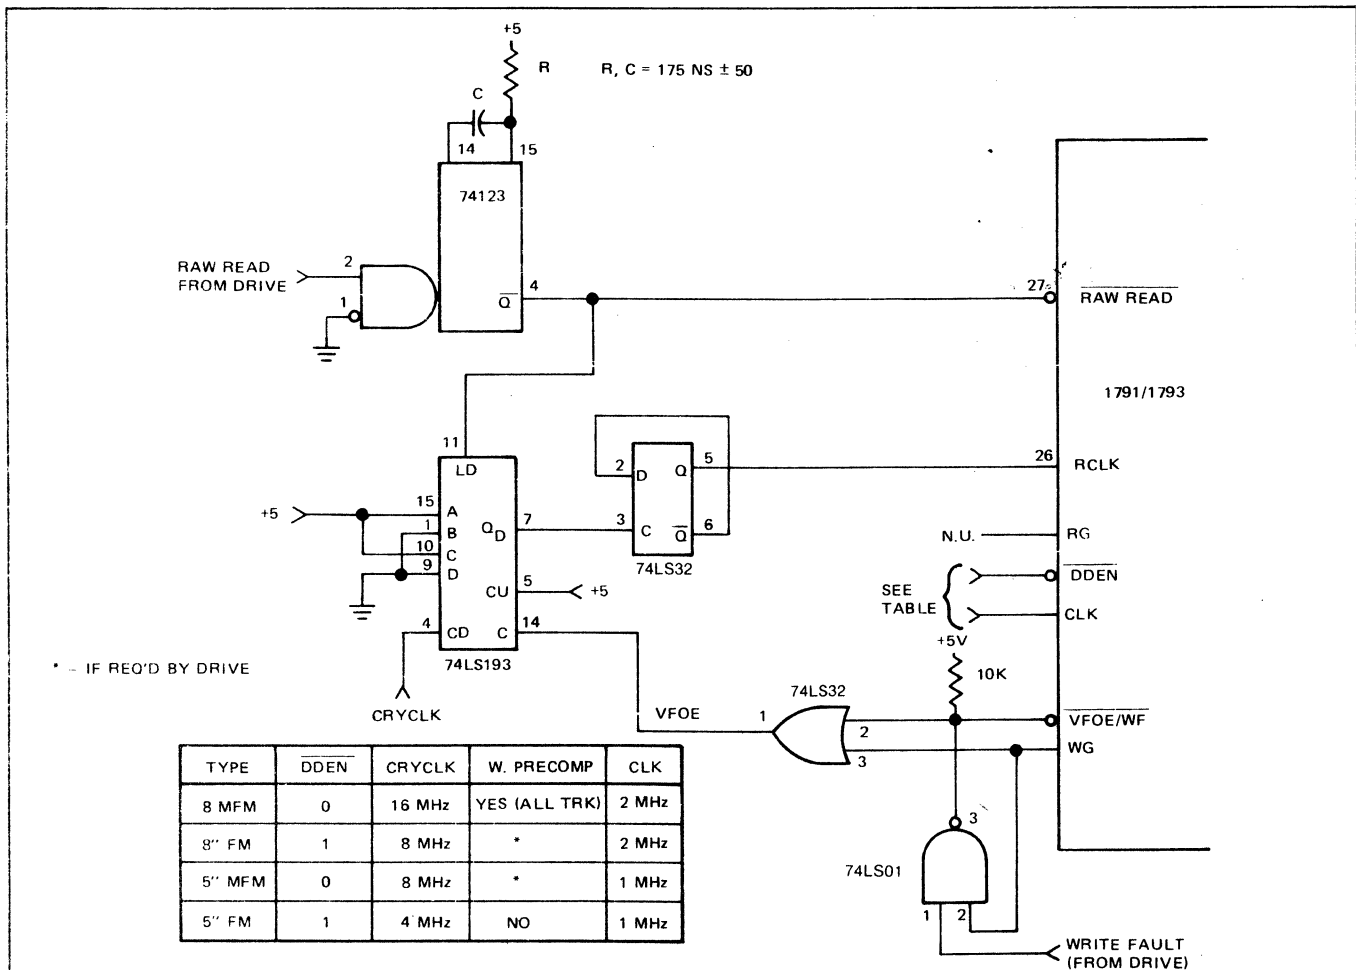 +5
R
R, C = 175 NS ± 50
C
14
15
74123
RAW READ
FROM DRIVE
2
1
4
Q
27
RAW READ
1791/1793
11
LD
+5
15
A
1
B
10
C
9
D
QD
7
2
D
Q
5
3
C
Q
6
74LS32
26
RCLK
N.U.
RG
DDEN
SEE
TABLE
CLK
CU
5
+5
4
CD
C
14
74LS193
+5V
10K
* - IF REQ'D BY DRIVE
CRYCLK
VFOE
1
74LS32
2
3
VFOE/WF
WG
3
74LS01
1
2
WRITE FAULT
(FROM DRIVE)
TYPE DDEN CRYCLK W. PRECOMP CLK
8 MFM 0 16 MHz YES (ALL TRK) 2 MHz
8'' FM 1 8 MHz * 2 MHz
5'' MFM 0 8 MHz * 1 MHz
5'' FM 1 4 MHz NO 1 MHz